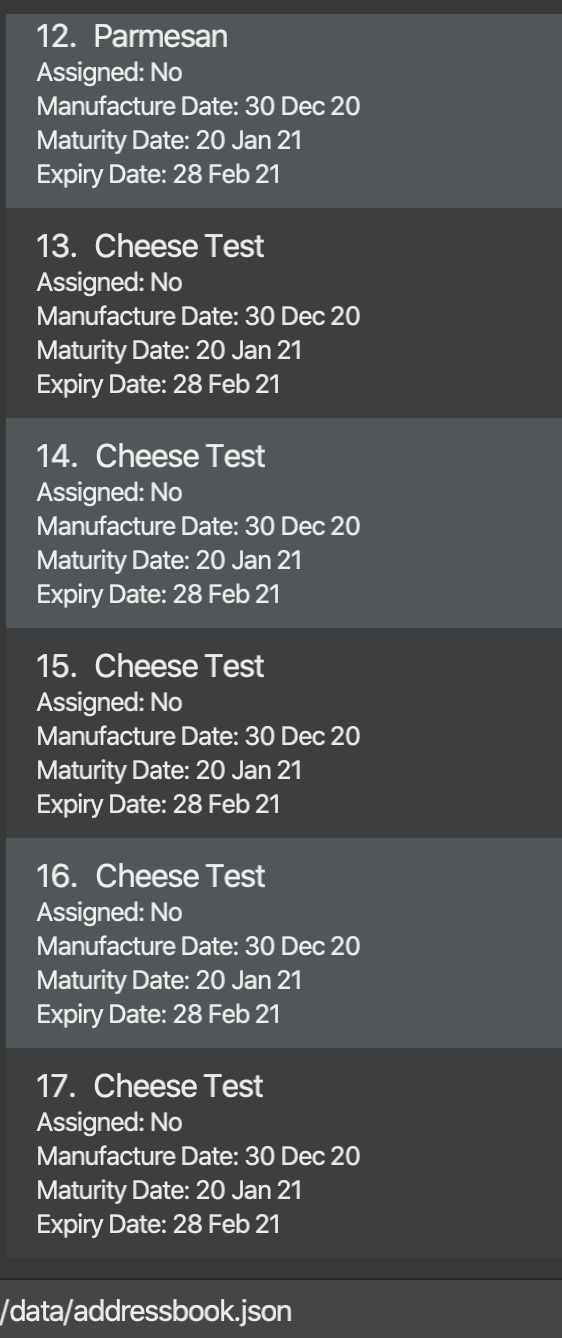 12. Parmesan
Assigned: No
Manufacture Date: 30 Dec 20
Maturity Date: 20 Jan 21
Expiry Date: 28 Feb 21
13. Cheese Test
Assigned: No
Manufacture Date: 30 Dec 20
Maturity Date: 20 Jan 21
Expiry Date: 28 Feb 21
14. Cheese Test
Assigned: No
Manufacture Date: 30 Dec 20
Maturity Date: 20 Jan 21
Expiry Date: 28 Feb 21
15. Cheese Test
Assigned: No
Manufacture Date: 30 Dec 20
Maturity Date: 20 Jan 21
Expiry Date: 28 Feb 21
16. Cheese Test
Assigned: No
Manufacture Date: 30 Dec 20
Maturity Date: 20 Jan 21
Expiry Date: 28 Feb 21
17. Cheese Test
Assigned: No
Manufacture Date: 30 Dec 20
Maturity Date: 20 Jan 21
Expiry Date: 28 Feb 21
/data/addressbook.json